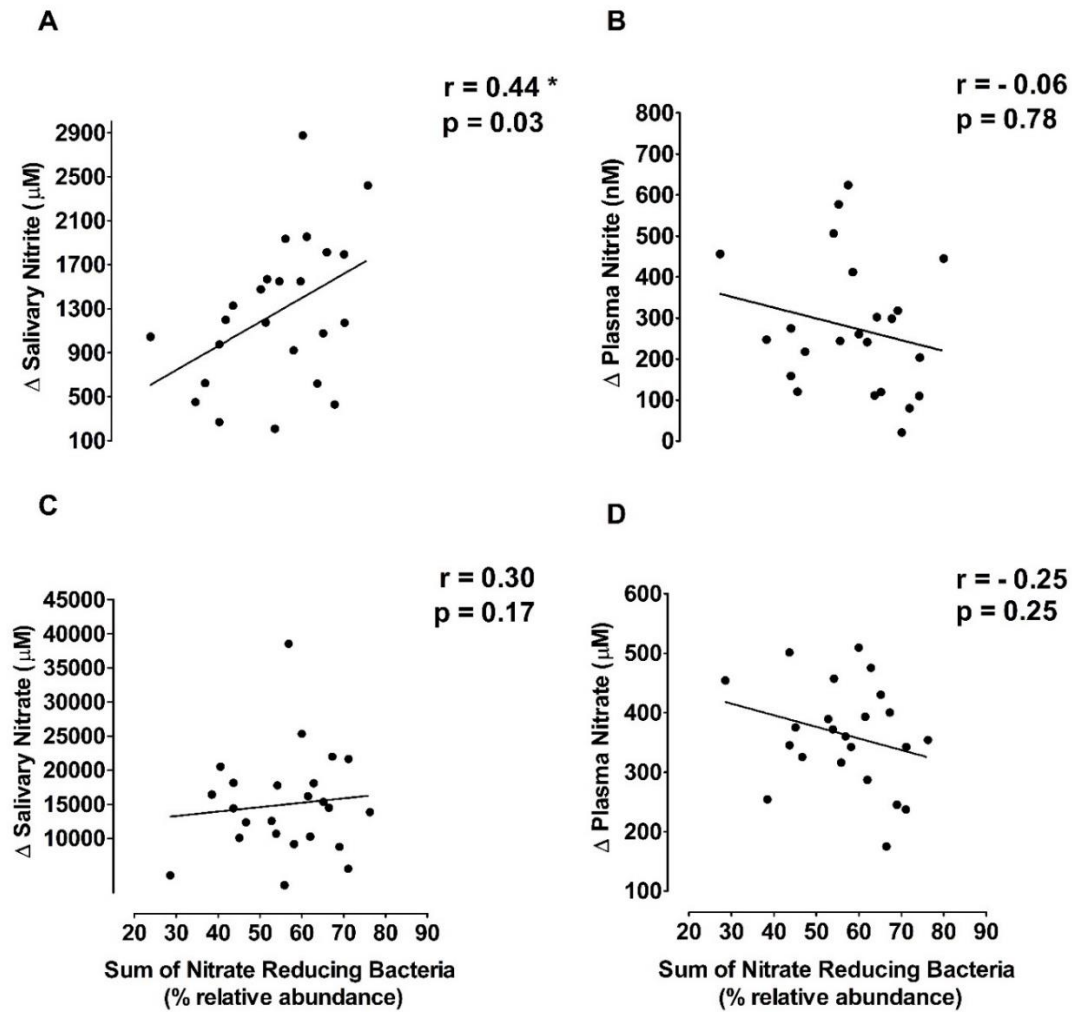 A
r = 0.44 *
p = 0.03
Δ Salivary Nitrite (μM)
2900
2500
2100
1700
1300
900
500
100
B
r = - 0.06
p = 0.78
Δ Plasma Nitrite (nM)
800
700
600
500
400
300
200
100
0
C
r = 0.30
p = 0.17
Δ Salivary Nitrate (μM)
45000
40000
35000
30000
25000
20000
15000
10000
20 30 40 50 60 70 80 90
Sum of Nitrate Reducing Bacteria
(% relative abundance)
D
r = - 0.25
p = 0.25
Δ Plasma Nitrate (μM)
600
500
400
300
200
100
20 30 40 50 60 70 80 90
Sum of Nitrate Reducing Bacteria
(% relative abundance)